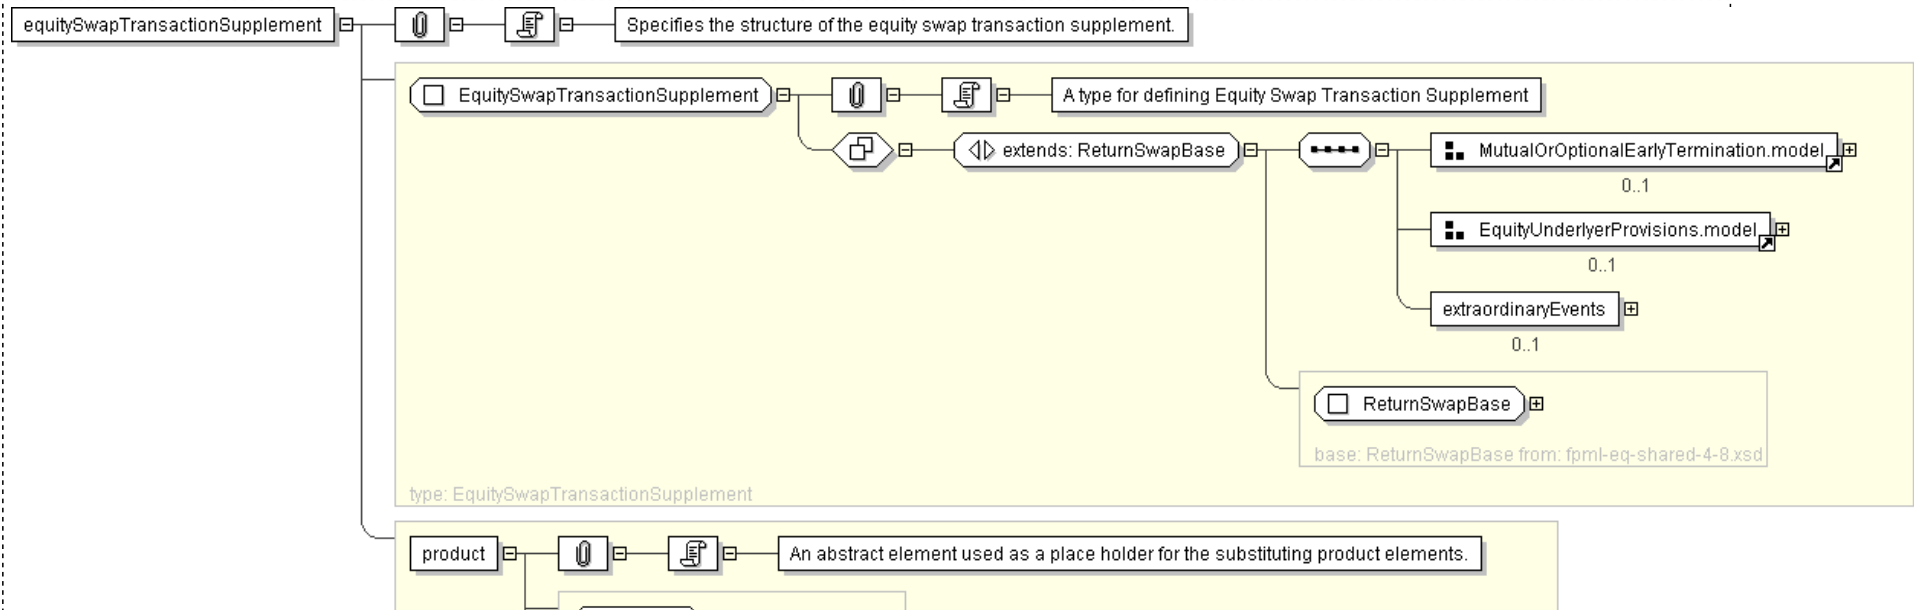 equitySwapTransactionSupplement
Specifies the structure of the equity swap transaction supplement.
EquitySwapTransactionSupplement
A type for defining Equity Swap Transaction Supplement
extends: ReturnSwapBase
MutualOrOptionalEarlyTermination.model
0..1
EquityUnderlyerProvisions.model
0..1
extraordinaryEvents
0..1
ReturnSwapBase
base: ReturnSwapBase from: fpml-eq-shared-4-8.xsd
type: EquitySwapTransactionSupplement
product
An abstract element used as a place holder for the substituting product elements.